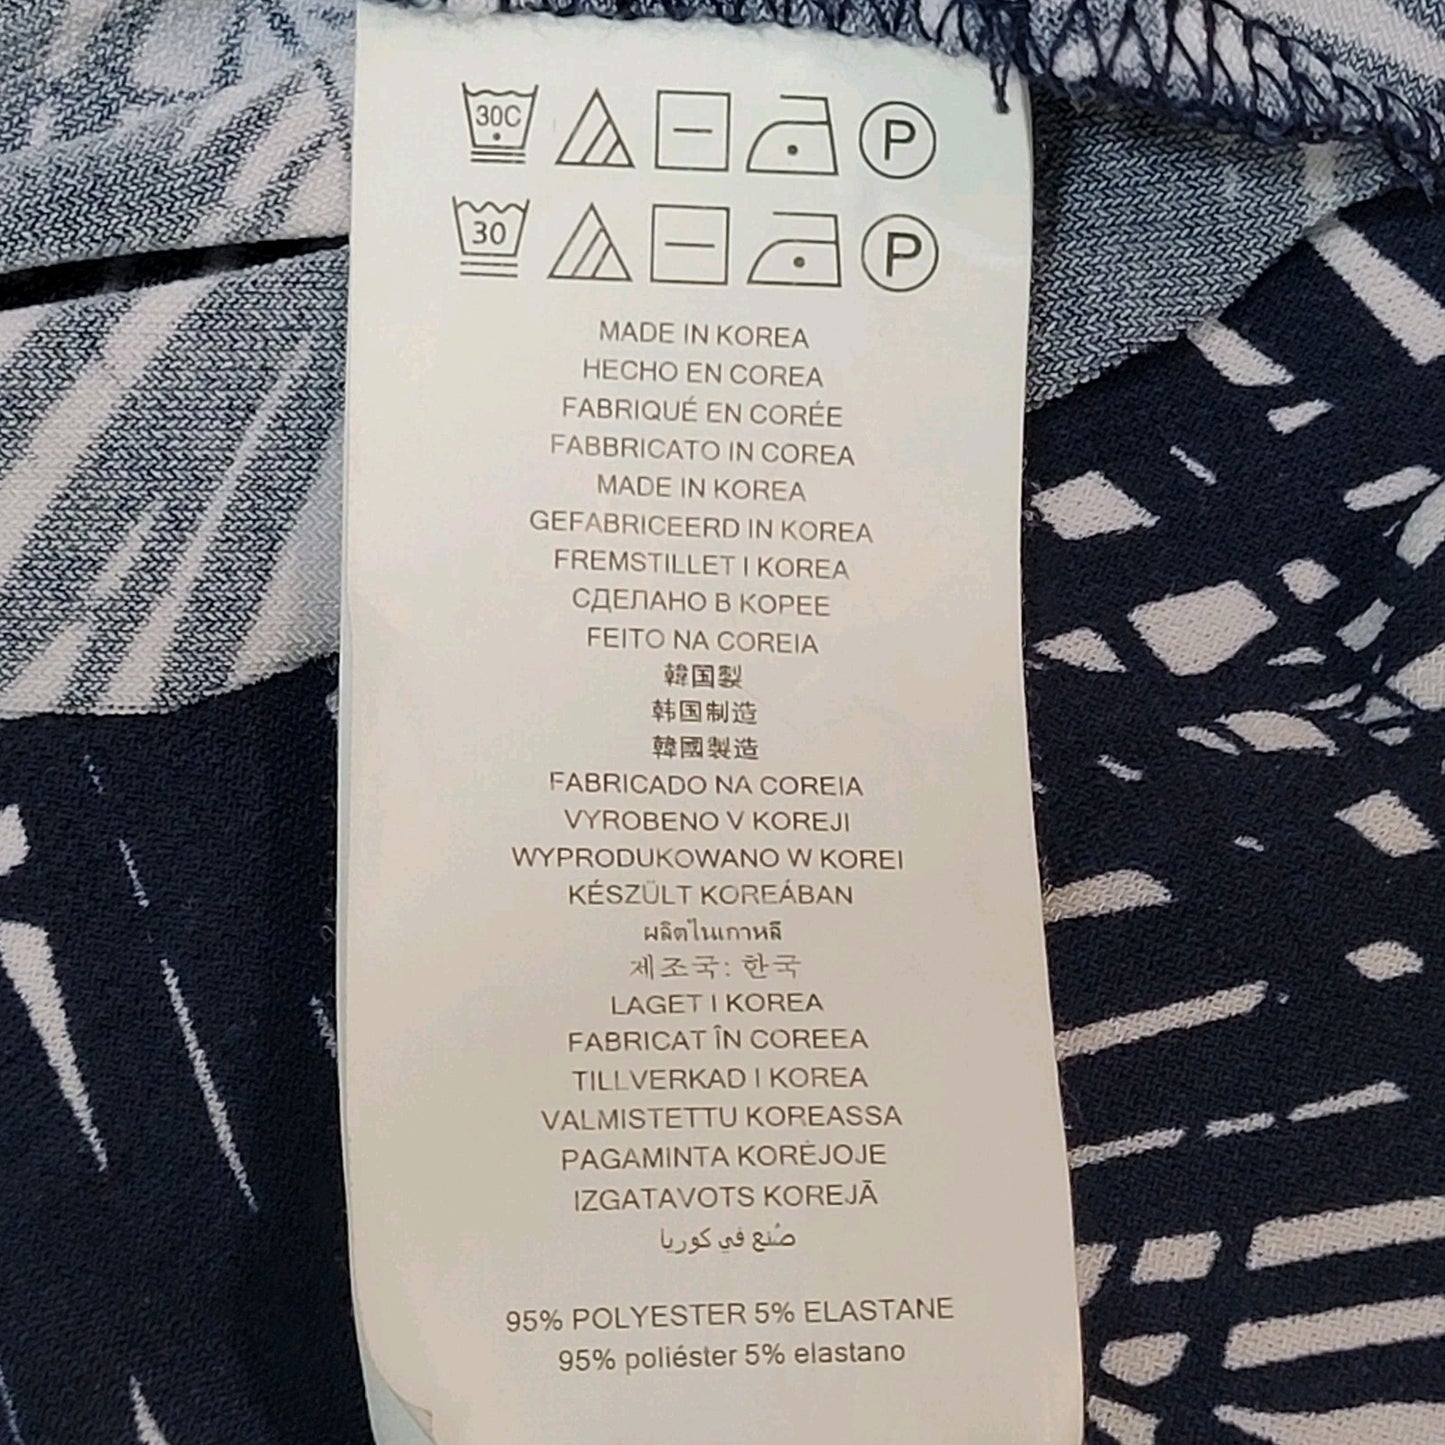 30C P
30 P
MADE IN KOREA
HECHO EN COREA
FABRIQUÉ EN CORÉE
FABBRICATO IN COREA
MADE IN KOREA
GEFABRICEERD IN KOREA
FREMSTILLET I KOREA
СДЕЛАНО В КОРЕЕ
FEITO NA COREIA
韓国製
韩国制造
韓國製造
FABRICADO NA COREIA
VYROBENO V KOREJI
WYPRODUKOWANO W KOREI
KÉSZÜLT KOREÁBAN
ผลิตในเกาหลี
제조국: 한국
LAGET I KOREA
FABRICAT ÎN COREEA
TILLVERKAD I KOREA
VALMISTETTU KOREASSA
PAGAMINTA KORĖJOJE
IZGATAVOTS KOREJĀ
صُنع في كوريا
95% POLYESTER 5% ELASTANE
95% poliéster 5% elastano